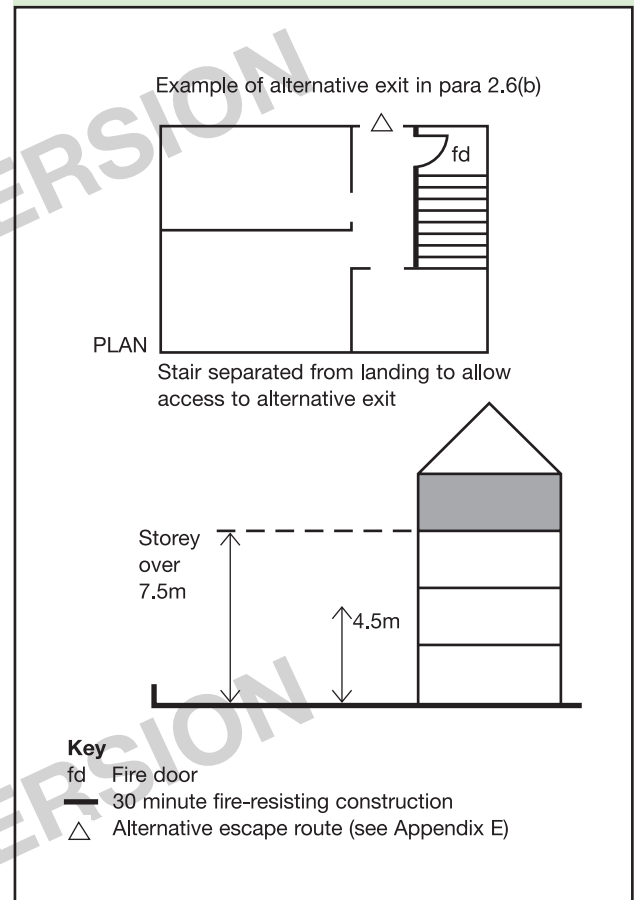 Example of alternative exit in para 2.6(b)
fd
PLAN
Stair separated from landing to allow
access to alternative exit
Storey
over
7.5m
4.5m
Key
fd Fire door
30 minute fire-resisting construction
Alternative escape route (see Appendix E)
ERSION
ERSION